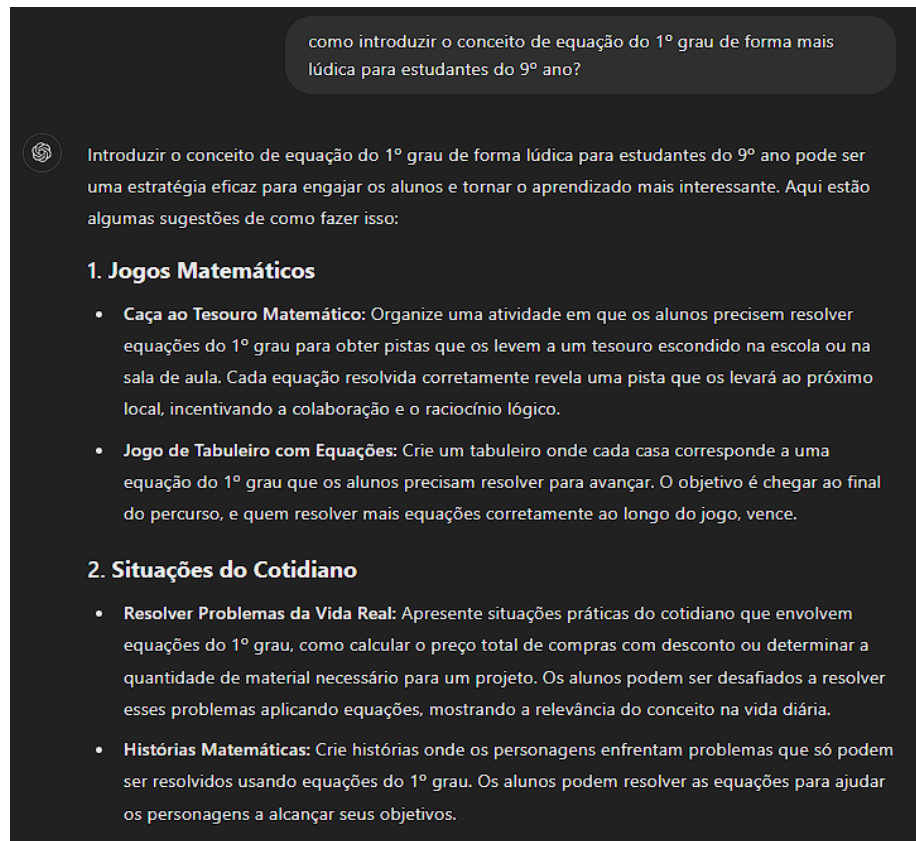 como introduzir o conceito de equação do 1º grau de forma mais
lúdica para estudantes do 9º ano?
Introduzir o conceito de equação do 1º grau de forma lúdica para estudantes do 9º ano pode ser
uma estratégia eficaz para engajar os alunos e tornar o aprendizado mais interessante. Aqui estão
algumas sugestões de como fazer isso:
1. Jogos Matemáticos
• Caça ao Tesouro Matemático: Organize uma atividade em que os alunos precisem resolver
equações do 1º grau para obter pistas que os levem a um tesouro escondido na escola ou na
sala de aula. Cada equação resolvida corretamente revela uma pista que os levará ao próximo
local, incentivando a colaboração e o raciocínio lógico.
• Jogo de Tabuleiro com Equações: Crie um tabuleiro onde cada casa corresponde a uma
equação do 1º grau que os alunos precisam resolver para avançar. O objetivo é chegar ao final
do percurso, e quem resolver mais equações corretamente ao longo do jogo, vence.
2. Situações do Cotidiano
• Resolver Problemas da Vida Real: Apresente situações práticas do cotidiano que envolvem
equações do 1º grau, como calcular o preço total de compras com desconto ou determinar a
quantidade de material necessário para um projeto. Os alunos podem ser desafiados a resolver
esses problemas aplicando equações, mostrando a relevância do conceito na vida diária.
• Histórias Matemáticas: Crie histórias onde os personagens enfrentam problemas que só podem
ser resolvidos usando equações do 1º grau. Os alunos podem resolver as equações para ajudar
os personagens a alcançar seus objetivos.